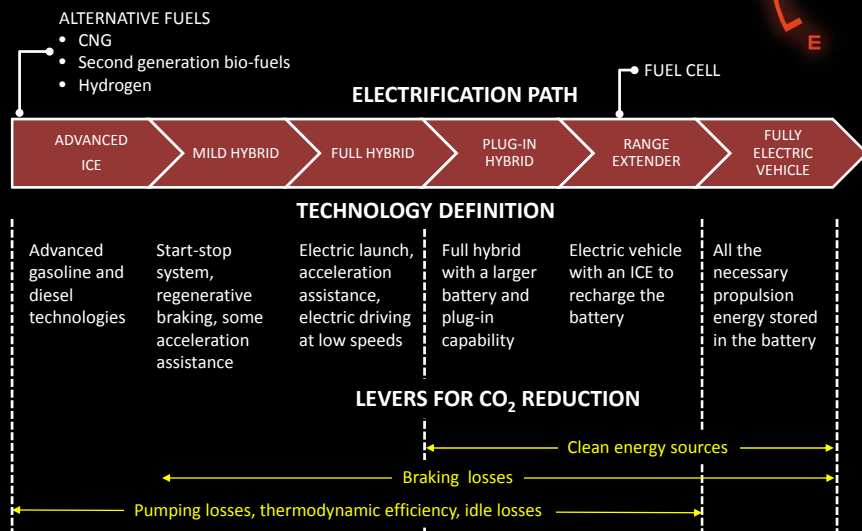 ALTERNATIVE FUELS
• CNG
• Second generation bio-fuels
• Hydrogen
E
FUEL CELL
ELECTRIFICATION PATH
ADVANCED
ICE
MILD HYBRID
FULL HYBRID
PLUG-IN
HYBRID
RANGE
EXTENDER
FULLY
ELECTRIC
VEHICLE
TECHNOLOGY DEFINITION
Advanced
gasoline and
diesel
technologies
Start-stop
system,
regenerative
braking, some
acceleration
assistance
Electric launch,
acceleration
assistance,
electric driving
at low speeds
Full hybrid
with a larger
battery and
plug-in
capability
Electric vehicle
with an ICE to
recharge the
battery
All the
necessary
propulsion
energy stored
in the battery
LEVERS FOR CO₂ REDUCTION
Clean energy sources
Braking losses
Pumping losses, thermodynamic efficiency, idle losses